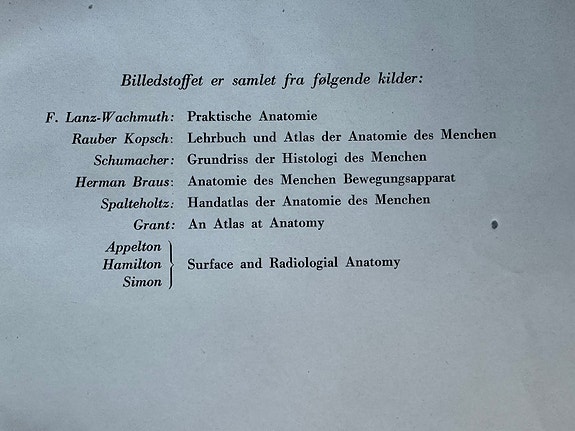 Billedstoffet er samlet fra følgende kilder:
F. Lanz-Wachmuth: Praktische Anatomie
Rauber Kopsch: Lehrbuch und Atlas der Anatomie des Menchen
Schumacher: Grundriss der Histologi des Menchen
Herman Braus: Anatomie des Menchen Bewegungsapparat
Spalteholtz: Handatlas der Anatomie des Menchen
Grant: An Atlas at Anatomy
Appelton
Hamilton Surface and Radiologial Anatomy
Simon